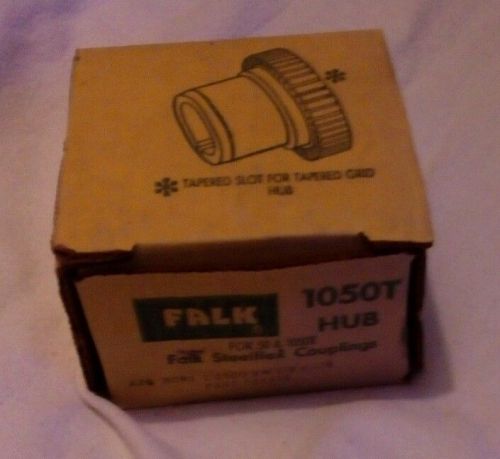 * TAPERED SLOT FOR TAPERED GRID
HUB
FALK
1050T
HUB
FOR 50 & 1050T
Falk Steelflex Couplings